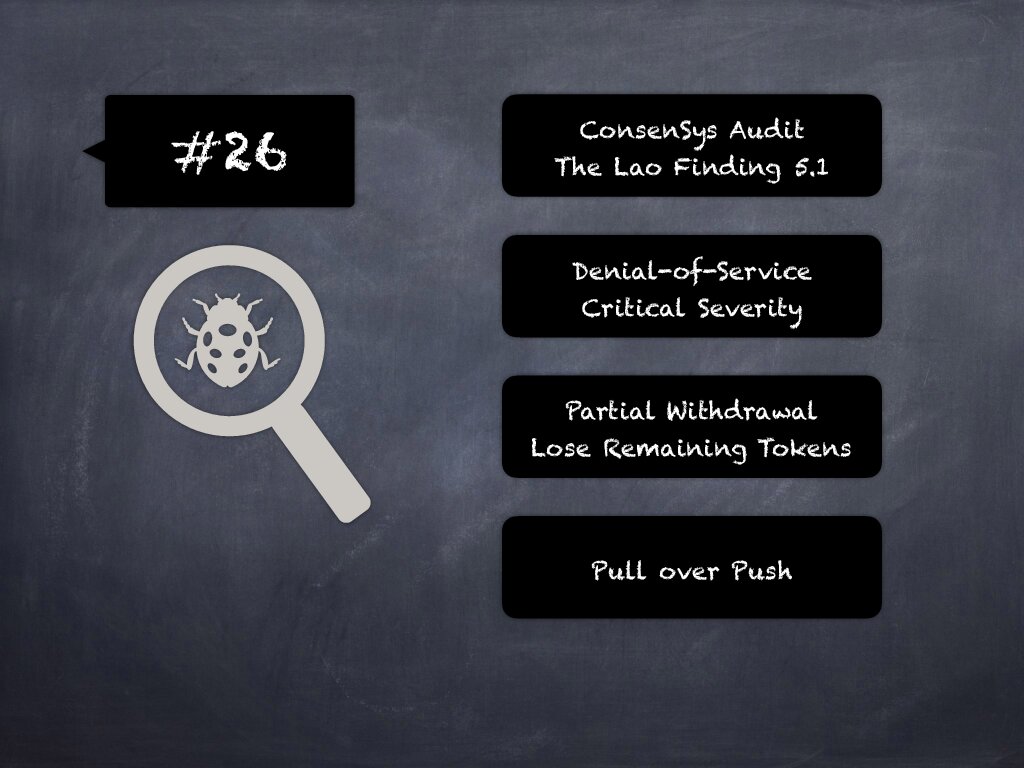 #26
ConsenSys Audit
The Lao Finding 5.1
Denial-of-Service
Critical Severity
Partial Withdrawal
Lose Remaining Tokens
Pull over Push